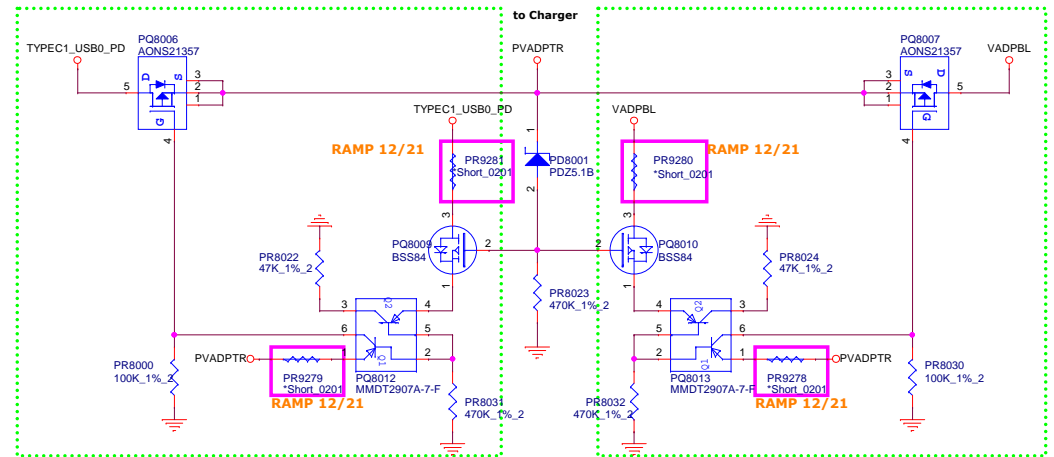 to Charger
TYPEC1_USB0_PD
PQ8006
AONS21357
PVADPTR
PQ8007
AONS21357
VADPBL
D
S
G
5
3
2
1
4
S
D
G
3
2
1
5
4
TYPEC1_USB0_PD
VADPBL
RAMP 12/21
PR9281
*Short_0201
1
PD8001
PDZ5.1B
2
PR9280
*Short_0201
RAMP 12/21
3
PQ8009
BSS84
2
1
3
PQ8010
BSS84
2
1
PR8022
47K_1%_2
PR8024
47K_1%_2
PR8023
470K_1%_2
3
Q2
4
6
5
1
Q1
2
4
Q2
3
5
6
2
Q1
1
PVADPTR
PR9279
*Short_0201
PQ8012
MMDT2907A-7-F
PQ8013
MMDT2907A-7-F
PR9278
*Short_0201
PVADPTR
PR8000
100K_1%_2
PR8030
100K_1%_2
RAMP 12/21
PR8031
470K_1%_2
PR8032
470K_1%_2
RAMP 12/21